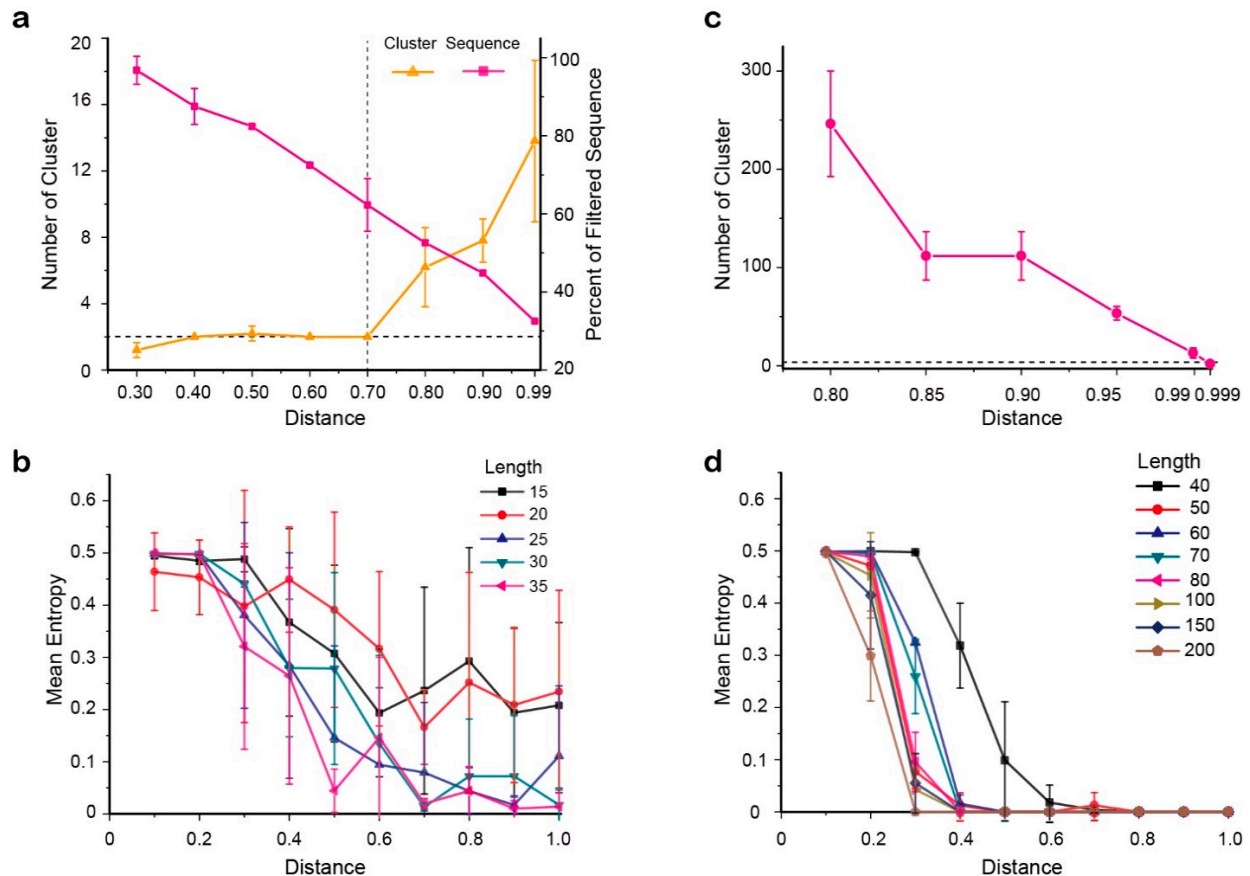 a
Cluster Sequence
Number of Cluster
20
16
12
8
4
0
100
80
60
40
20
Percent of Filtered Sequence
0.30 0.40 0.50 0.60 0.70 0.80 0.90 0.99
Distance
c
Number of Cluster
300
200
100
0
0.80 0.85 0.90 0.95 0.99 0.999
Distance
b
Length
15
20
25
30
35
Mean Entropy
0.6
0.5
0.4
0.3
0.2
0.1
0
0 0.2 0.4 0.6 0.8 1.0
Distance
d
Length
40
50
60
70
80
100
150
200
Mean Entropy
0.6
0.5
0.4
0.3
0.2
0.1
0
0 0.2 0.4 0.6 0.8 1.0
Distance